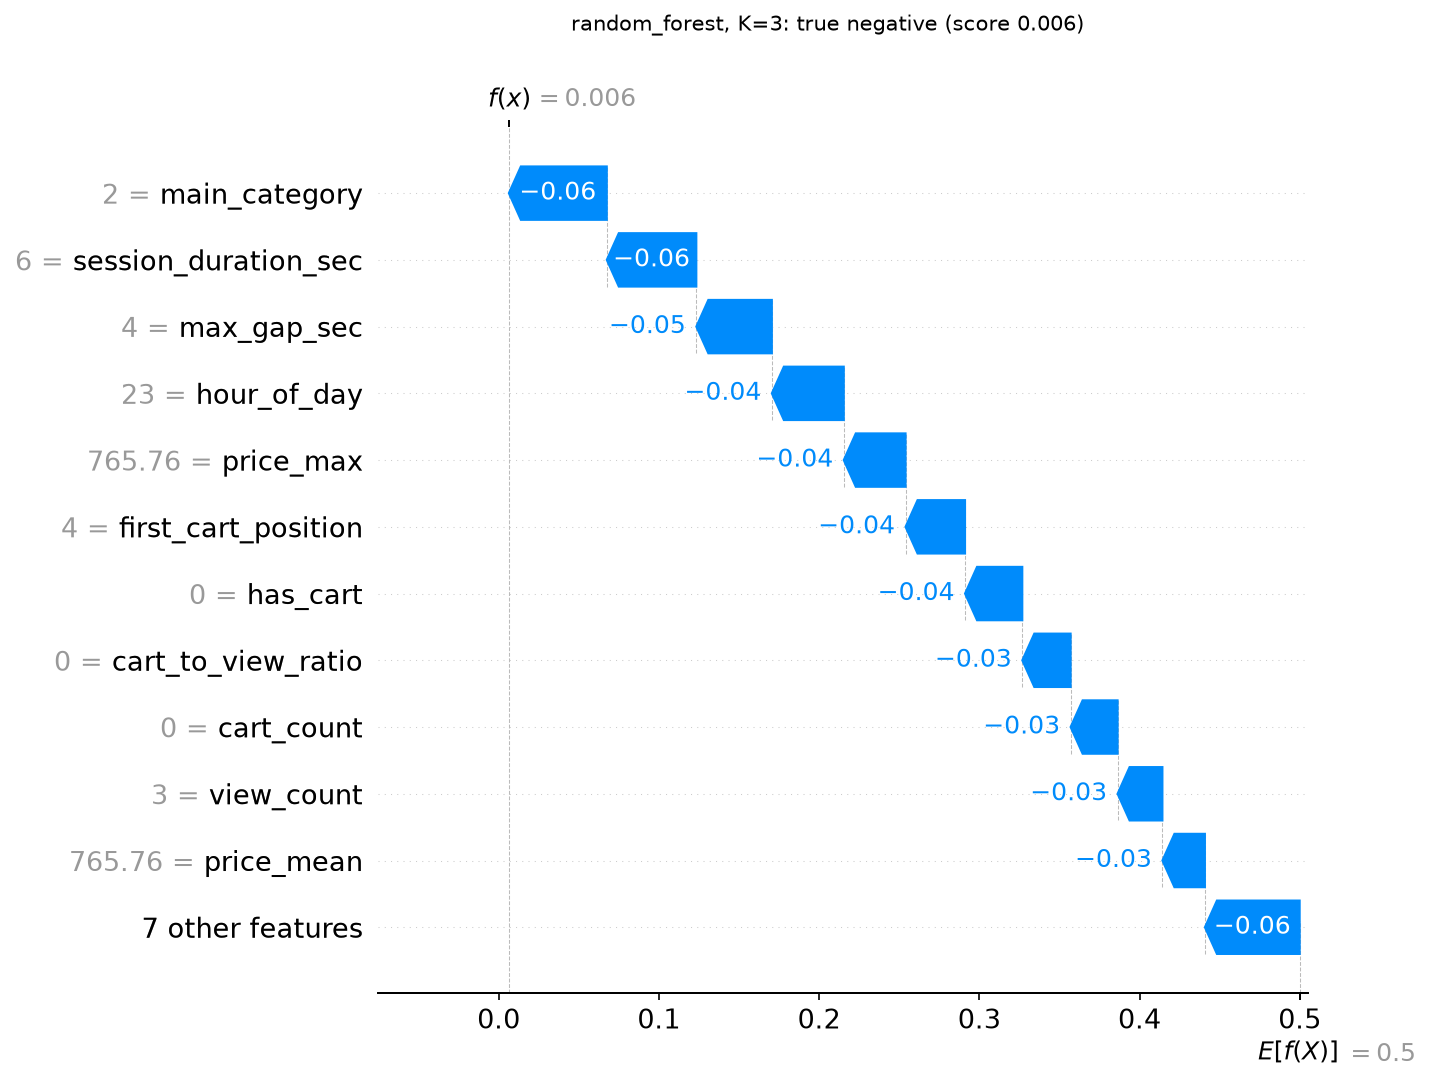 random_forest, K=3: true negative (score 0.006)
f(x) = 0.006
2 = main_category −0.06
6 = session_duration_sec −0.06
4 = max_gap_sec −0.05
23 = hour_of_day −0.04
765.76 = price_max −0.04
4 = first_cart_position −0.04
0 = has_cart −0.04
0 = cart_to_view_ratio −0.03
0 = cart_count −0.03
3 = view_count −0.03
765.76 = price_mean −0.03
7 other features −0.06
0.0 0.1 0.2 0.3 0.4 0.5
E[f(X)] = 0.5